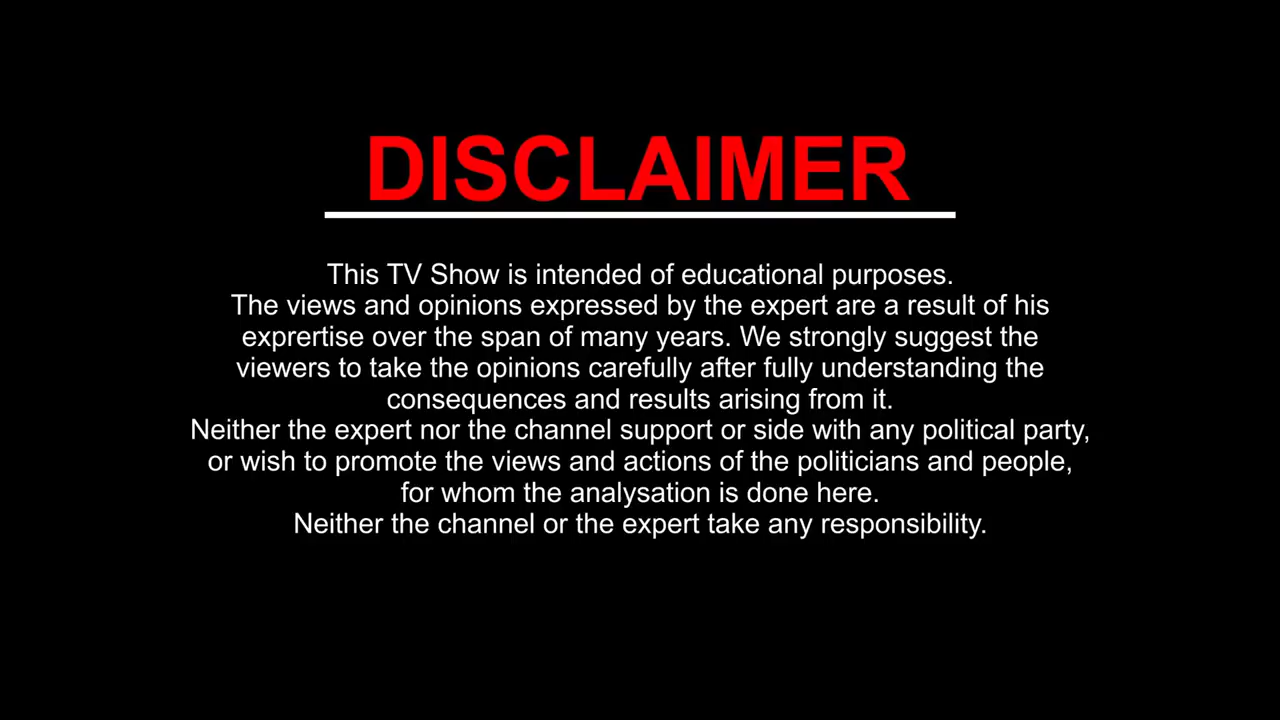 DISCLAIMER
This TV Show is intended of educational purposes.
The views and opinions expressed by the expert are a result of his
exprertise over the span of many years. We strongly suggest the
viewers to take the opinions carefully after fully understanding the
consequences and results arising from it.
Neither the expert nor the channel support or side with any political party,
or wish to promote the views and actions of the politicians and people,
for whom the analysation is done here.
Neither the channel or the expert take any responsibility.